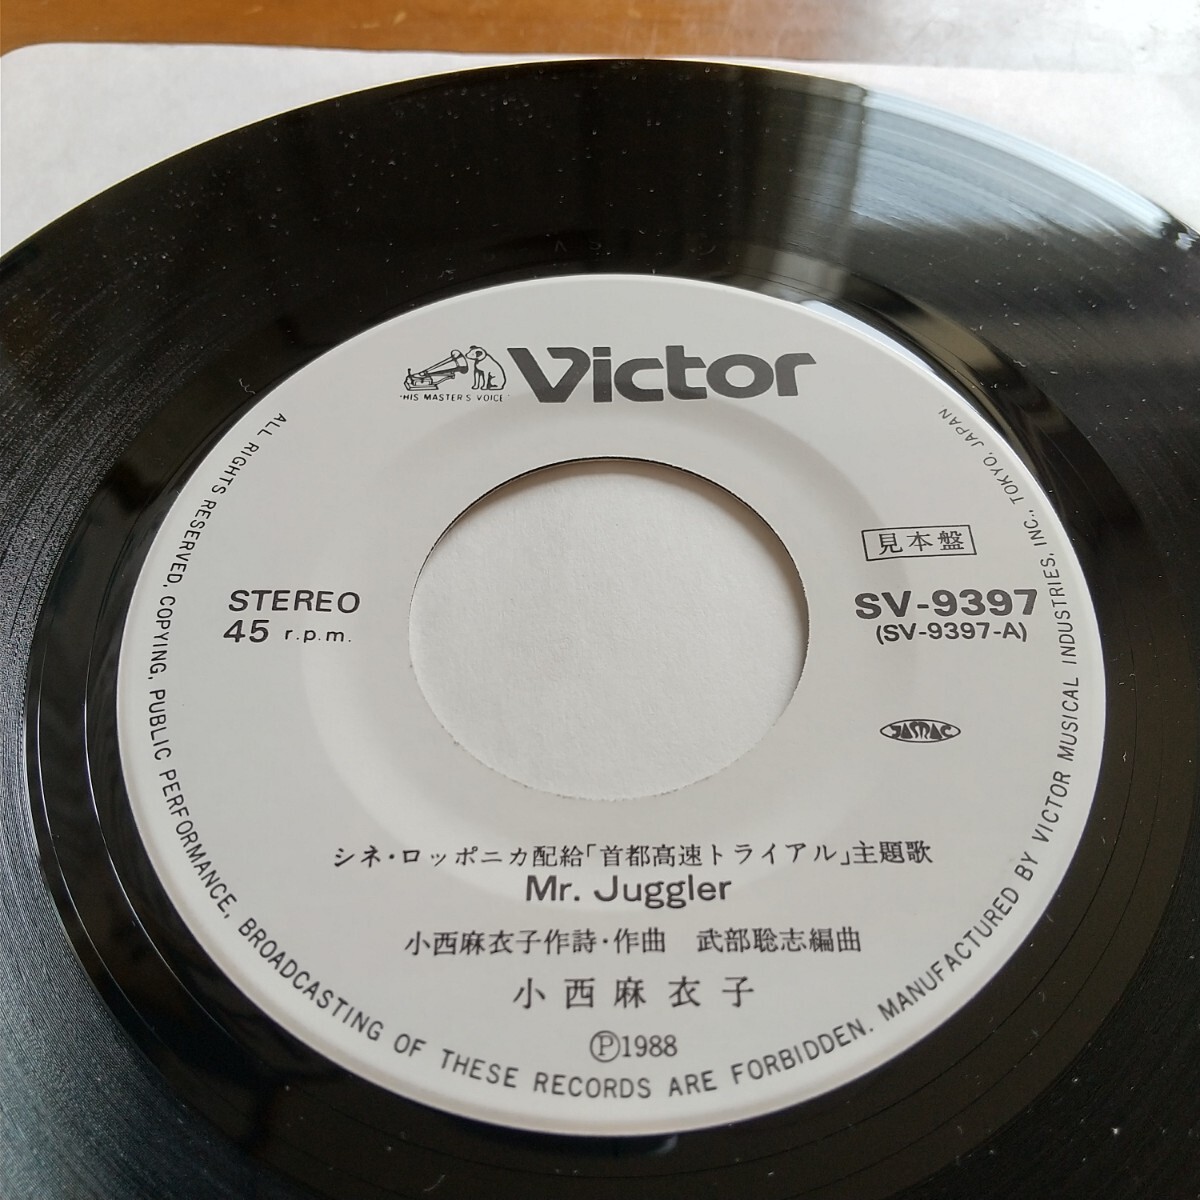 Victor
"HIS MASTER'S VOICE"
見本盤
STEREO
45 r.p.m.
SV-9397
(SV-9397-A)
JASRAC
シネ・ロッポニカ配給「首都高速トライアル」主題歌
Mr. Juggler
小西麻衣子作詩・作曲 武部聡志編曲
小西麻衣子
Ⓟ1988
ALL RIGHTS RESERVED, COPYING, PUBLIC PERFORMANCE, BROADCASTING OF THESE RECORDS ARE FORBIDDEN. MANUFACTURED BY VICTOR MUSICAL INDUSTRIES, INC., TOKYO, JAPAN